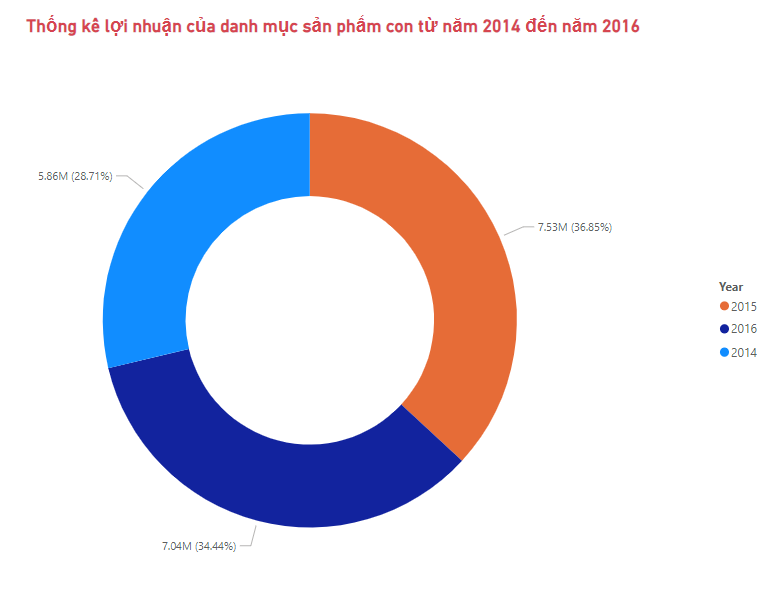 Thống kê lợi nhuận của danh mục sản phẩm con từ năm 2014 đến năm 2016
5.86M (28.71%)
7.53M (36.85%)
Year
2015
2016
2014
7.04M (34.44%)